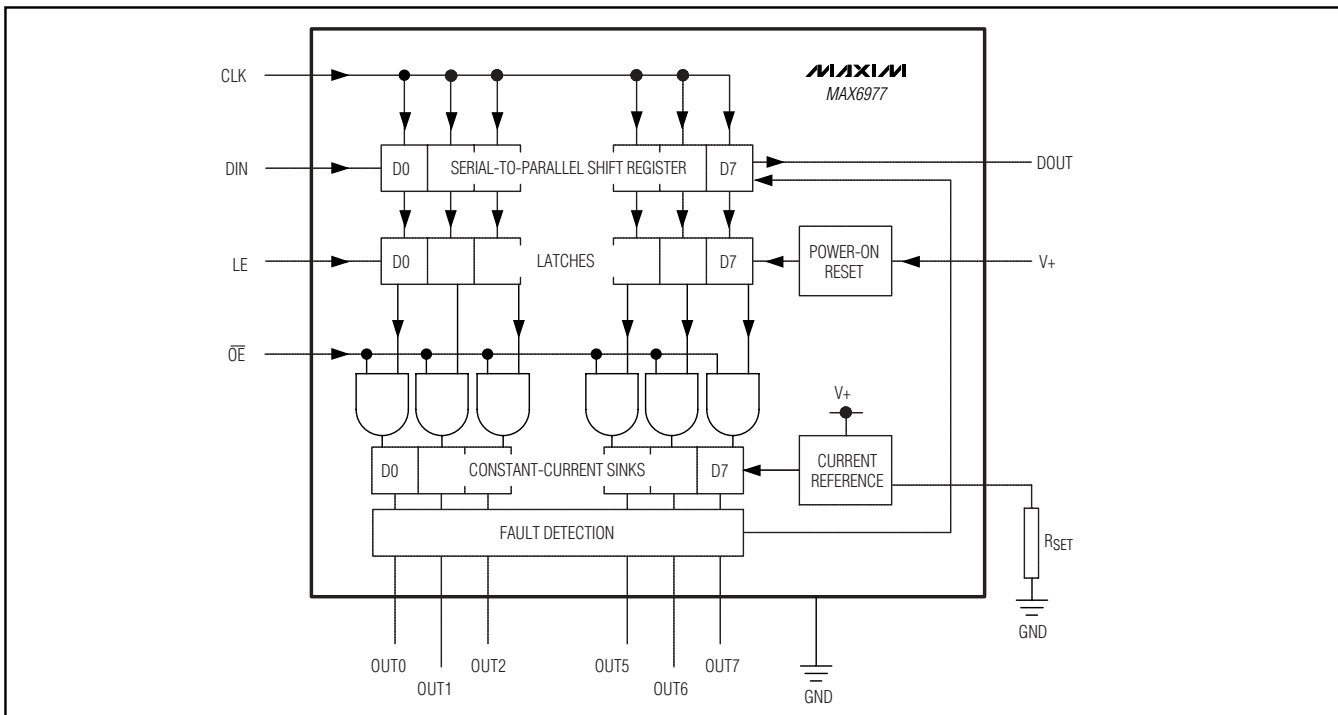 MAXIM
MAX6977
CLK
DIN
D0
SERIAL-TO-PARALLEL SHIFT REGISTER
D7
DOUT
LE
D0
LATCHES
D7
POWER-ON
RESET
V+
O̅E̅
V+
D0
CONSTANT-CURRENT SINKS
D7
CURRENT
REFERENCE
FAULT DETECTION
RSET
GND
OUT0
OUT1
OUT2
OUT5
OUT6
OUT7
GND